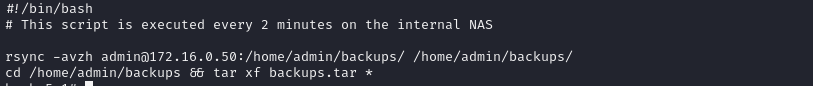 #!/bin/bash
# This script is executed every 2 minutes on the internal NAS
rsync -avzh admin@172.16.0.50:/home/admin/backups/ /home/admin/backups/
cd /home/admin/backups && tar xf backups.tar *